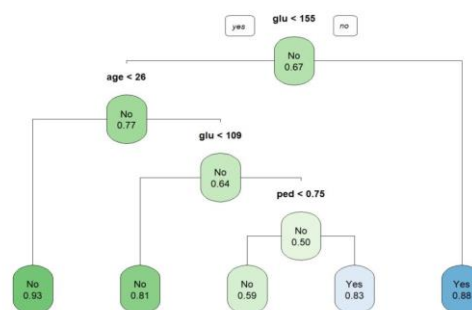 yes
glu < 155
no
No
0.67
age < 26
No
0.77
glu < 109
No
0.64
ped < 0.75
No
0.50
No
0.93
No
0.81
No
0.59
Yes
0.83
Yes
0.88